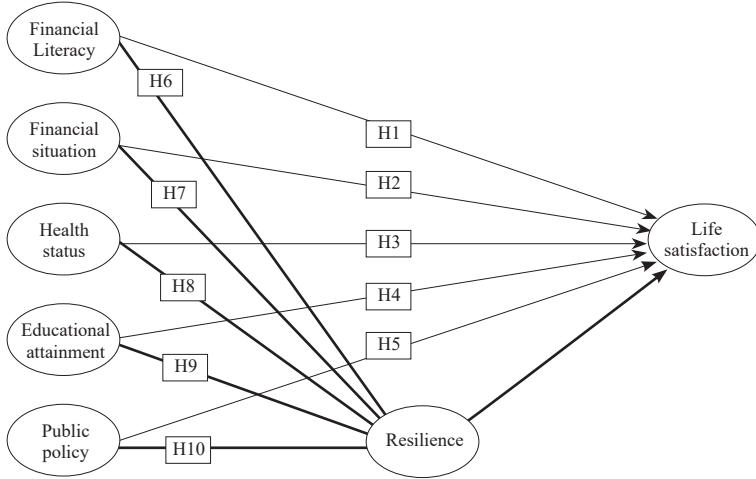 Financial
Literacy
H6
H1
Financial
situation
H7
H2
Health
status
H8
H3
Life
satisfaction
Educational
attainment
H9
H4
H5
Public
policy
H10
Resilience